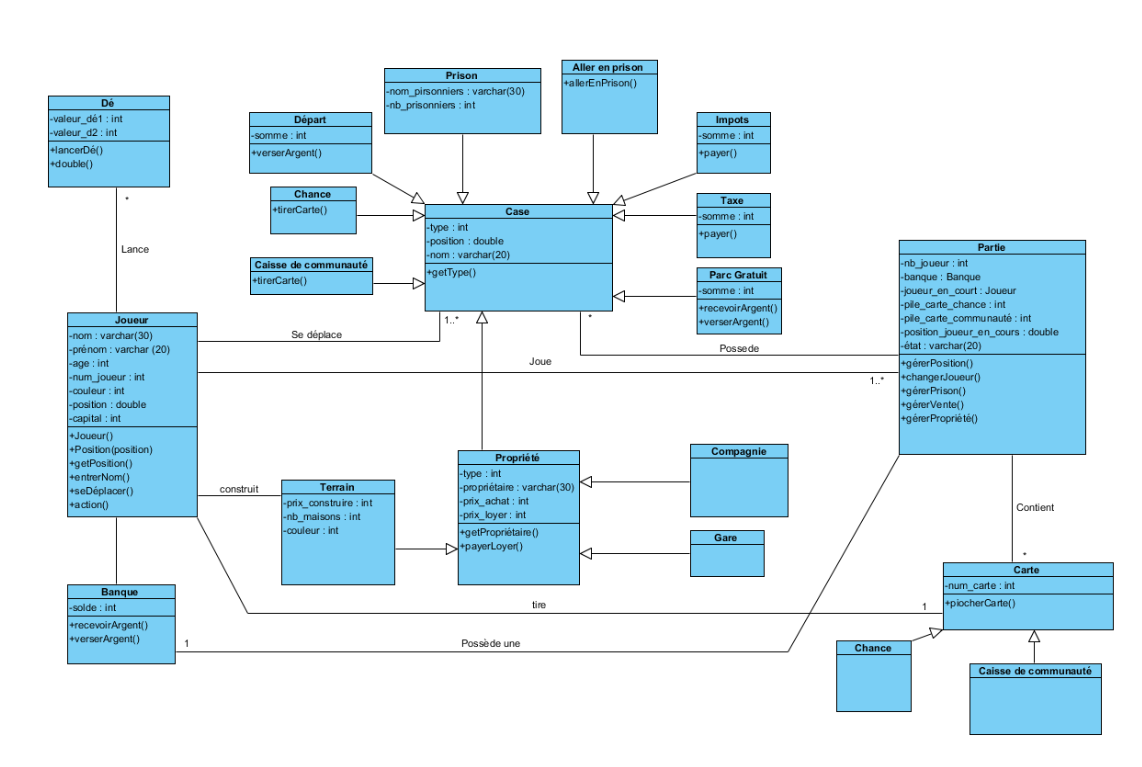 Dé
-valeur_dé1 : int
-valeur_d2 : int
+lancerDé()
+double()
*
Lance
Départ
-somme : int
+verserArgent()
Prison
-nom_pirsonniers : varchar(30)
-nb_prisonniers : int
Aller en prison
+allerEnPrison()
Impots
-somme : int
+payer()
Chance
+tirerCarte()
Taxe
-somme : int
+payer()
Caisse de communauté
+tirerCarte()
Case
-type : int
-position : double
-nom : varchar(20)
+getType()
Parc Gratuit
-somme : int
+recevoirArgent()
+verserArgent()
Partie
-nb_joueur : int
-banque : Banque
-joueur_en_court : Joueur
-pile_carte_chance : int
-pile_carte_communauté : int
-position_joueur_en_cours : double
-état : varchar(20)
+gérerPosition()
+changerJoueur()
+gérerPrison()
+gérerVente()
+gérerPropriété()
Joueur
-nom : varchar(30)
-prénom : varchar (20)
-age : int
-num_joueur : int
-couleur : int
-position : double
-capital : int
+Joueur()
+Position(position)
+getPosition()
+entrerNom()
+seDéplacer()
+action()
Se déplace
1..*
*
Possede
Joue
1..*
construit
Terrain
-prix_construire : int
-nb_maisons : int
-couleur : int
Propriété
-type : int
-propriétaire : varchar(30)
-prix_achat : int
-prix_loyer : int
+getPropriétaire()
+payerLoyer()
Compagnie
Gare
Contient
*
Banque
-solde : int
+recevoirArgent()
+verserArgent()
1
Possède une
tire
1
Carte
-num_carte : int
+piocherCarte()
Chance
Caisse de communauté